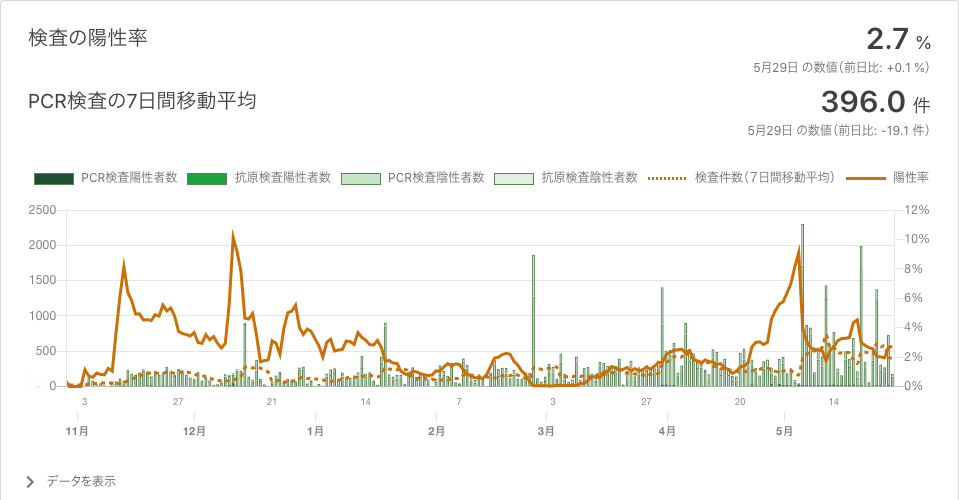 検査の陽性率
2.7 %
5月29日 の数値（前日比: +0.1 %）
PCR検査の7日間移動平均
396.0 件
5月29日 の数値（前日比: -19.1 件）
PCR検査陽性者数 抗原検査陽性者数 PCR検査陰性者数 抗原検査陰性者数 検査件数（7日間移動平均） 陽性率
2500 12%
2000 10%
1500 8%
1000 6%
500 4%
0 2%
0%
3 27 21 14 7 3 27 20 14
11月 12月 1月 2月 3月 4月 5月
データを表示